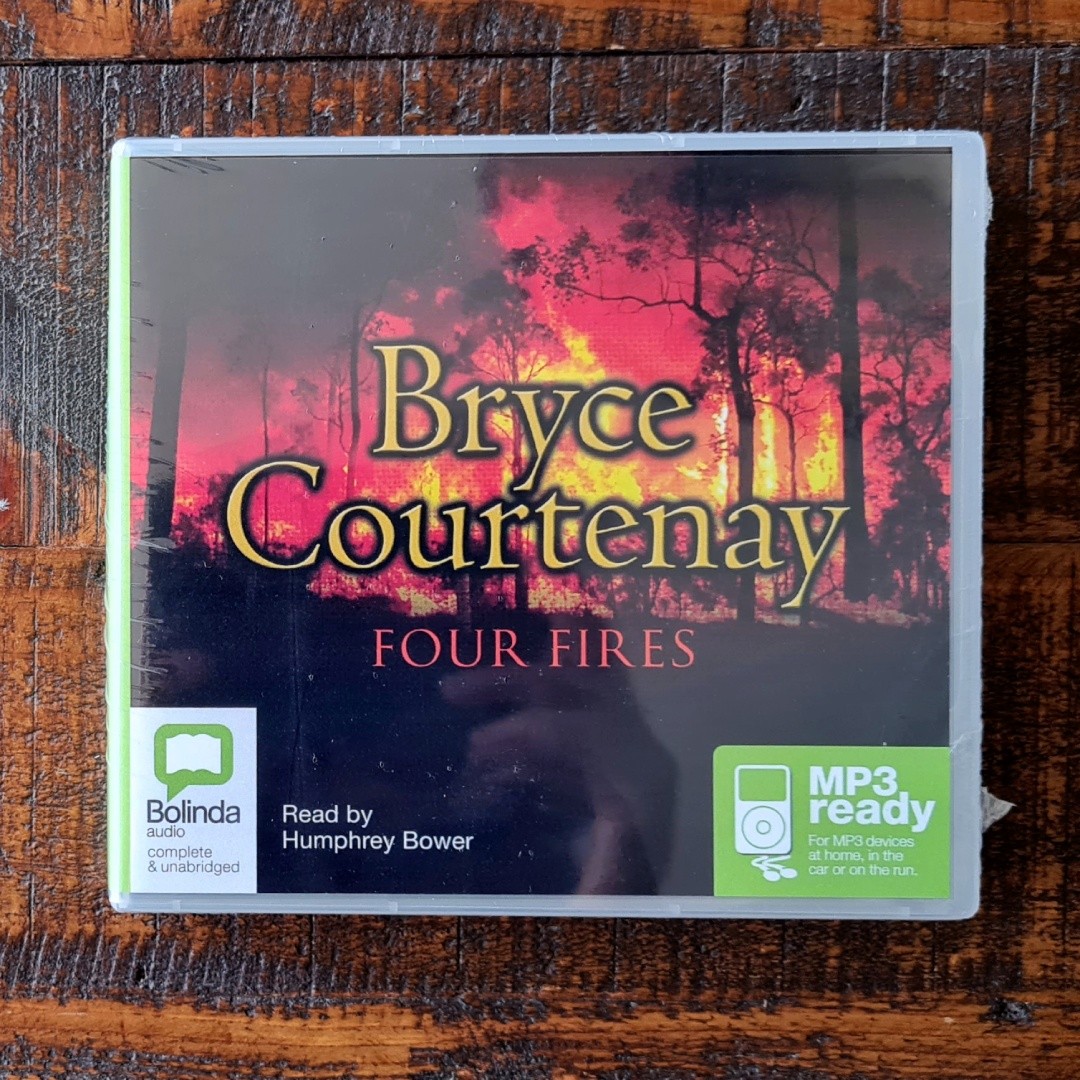 Bryce
Courtenay
FOUR FIRES
Bolinda
audio
complete
& unabridged
Read by
Humphrey Bower
MP3
ready
For MP3 devices
at home, in the
car or on the run.